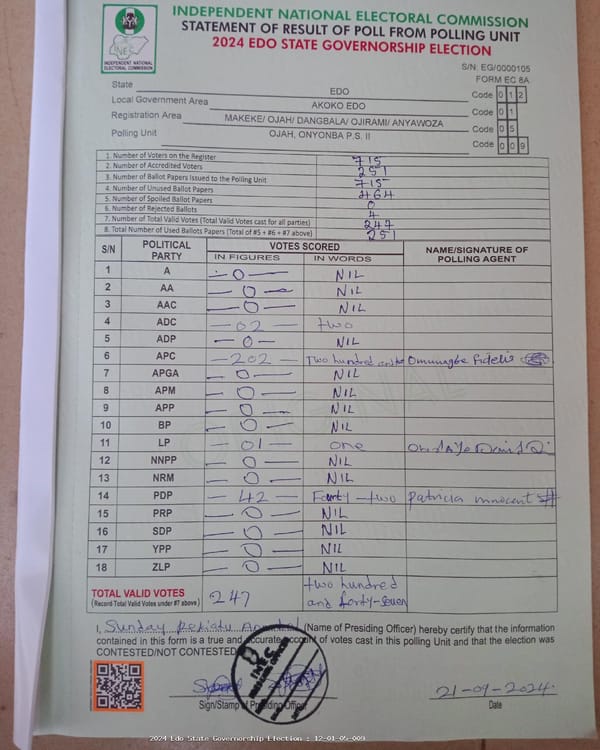 INDEPENDENT NATIONAL ELECTORAL COMMISSION
STATEMENT OF RESULT OF POLL FROM POLLING UNIT
2024 EDO STATE GOVERNORSHIP ELECTION
INEC
INDEPENDENT NATIONAL
ELECTORAL COMMISSION
S/N: EG/0000105
FORM EC 8A
State EDO Code 0 1 2
Local Government Area AKOKO EDO Code 0 1
Registration Area MAKEKE/ OJAH/ DANGBALA/ OJIRAMI/ ANYAWOZA Code 0 5
Polling Unit OJAH, ONYONBA P.S. II Code 0 0 9
1. Number of Voters on the Register 715
2. Number of Accredited Voters 251
3. Number of Ballot Papers Issued to the Polling Unit 715
4. Number of Unused Ballot Papers 464
5. Number of Spoiled Ballot Papers 0
6. Number of Rejected Ballots 4
7. Number of Total Valid Votes (Total Valid Votes cast for all parties) 247
8. Total Number of Used Ballots Papers (Total of #5 + #6 + #7 above) 251
S/N POLITICAL PARTY VOTES SCORED NAME/SIGNATURE OF POLLING AGENT
IN FIGURES IN WORDS
1 A - 0 - NIL
2 AA - 0 - NIL
3 AAC - 0 - NIL
4 ADC - 02 - two
5 ADP - 0 - NIL
6 APC - 202 - Two hundred and Omunagbe Fidelis
7 APGA - 0 - NIL
8 APM - 0 - NIL
9 APP - 0 - NIL
10 BP - 0 - NIL
11 LP - 01 - one
12 NNPP - 0 - NIL
13 NRM - 0 - NIL
14 PDP - 42 - Fourty-two Patricia innocent
15 PRP - 0 - NIL
16 SDP - 0 - NIL
17 YPP - 0 - NIL
18 ZLP - 0 - NIL
TOTAL VALID VOTES 247 two hundred
(Record Total Valid Votes under #7 above) and forty-seven
I, Sunday (Name of Presiding Officer) hereby certify that the information
contained in this form is a true and accurate account of votes cast in this polling Unit and that the election was
CONTESTED/NOT CONTESTED
INEC
21-09-2024
Sign/Stamp of Presiding Officer Date
2024 Edo State Governorship Election : 12-01-05-009